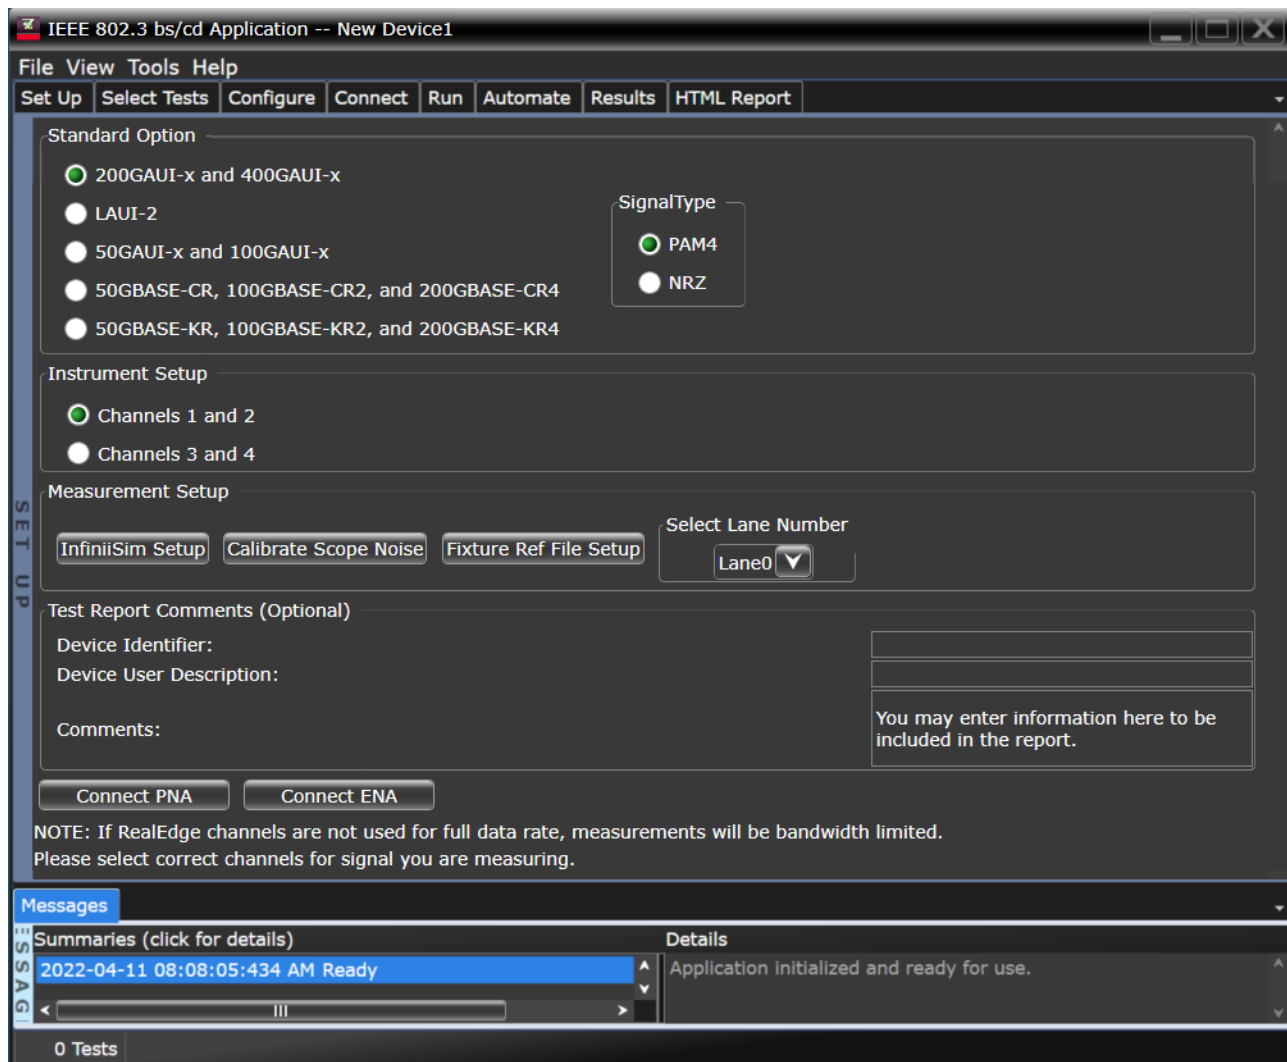 IEEE 802.3 bs/cd Application -- New Device1
File View Tools Help
Set Up Select Tests Configure Connect Run Automate Results HTML Report
SET UP
Standard Option
200GAUI-x and 400GAUI-x
LAUI-2
50GAUI-x and 100GAUI-x
50GBASE-CR, 100GBASE-CR2, and 200GBASE-CR4
50GBASE-KR, 100GBASE-KR2, and 200GBASE-KR4
SignalType
PAM4
NRZ
Instrument Setup
Channels 1 and 2
Channels 3 and 4
Measurement Setup
InfiniiSim Setup Calibrate Scope Noise Fixture Ref File Setup
Select Lane Number
Lane0
Test Report Comments (Optional)
Device Identifier:
Device User Description:
Comments:
You may enter information here to be
included in the report.
Connect PNA Connect ENA
NOTE: If RealEdge channels are not used for full data rate, measurements will be bandwidth limited.
Please select correct channels for signal you are measuring.
Messages
ESSAG
Summaries (click for details)
2022-04-11 08:08:05:434 AM Ready
Details
Application initialized and ready for use.
0 Tests